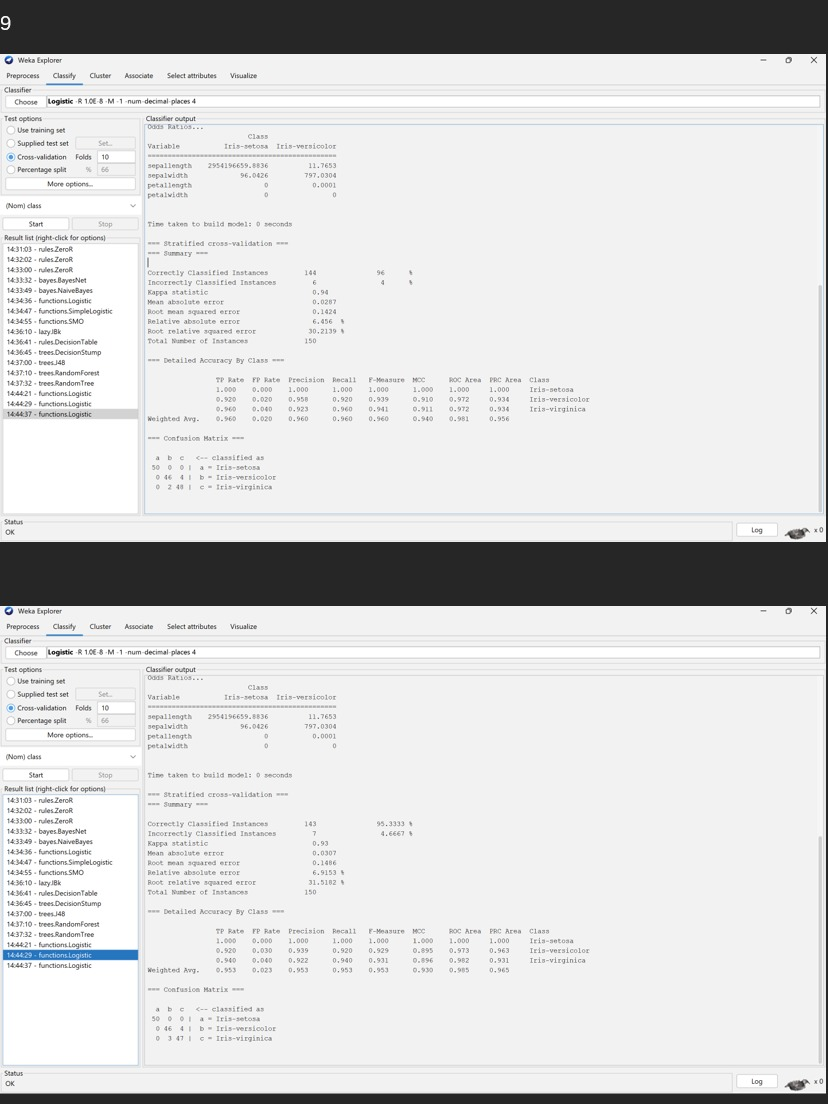 9
Weka Explorer
Preprocess Classify Cluster Associate Select attributes Visualize
Classifier
Choose Logistic -R 1.0E-8 -M -1 -num-decimal-places 4
Test options
Use training set
Supplied test set Set...
Cross-validation Folds 10
Percentage split % 66
More options...
(Nom) class
Start Stop
Result list (right-click for options)
14:31:03 - rules.ZeroR
14:32:02 - rules.ZeroR
14:33:00 - rules.ZeroR
14:33:32 - bayes.BayesNet
14:33:49 - bayes.NaiveBayes
14:34:36 - functions.Logistic
14:34:47 - functions.SimpleLogistic
14:34:55 - functions.SMO
14:36:10 - lazy.IBk
14:36:41 - rules.DecisionTable
14:36:45 - trees.DecisionStump
14:37:00 - trees.J48
14:37:10 - trees.RandomForest
14:37:32 - trees.RandomTree
14:44:21 - functions.Logistic
14:44:29 - functions.Logistic
14:44:37 - functions.Logistic
Classifier output
Odds Ratios...
Class
Variable Iris-setosa Iris-versicolor
===============================================
sepallength 2954196659.8836 11.7653
sepalwidth 96.0426 797.0304
petallength 0 0.0001
petalwidth 0 0
Time taken to build model: 0 seconds
=== Stratified cross-validation ===
=== Summary ===
Correctly Classified Instances 144 96 %
Incorrectly Classified Instances 6 4 %
Kappa statistic 0.94
Mean absolute error 0.0287
Root mean squared error 0.1424
Relative absolute error 6.456 %
Root relative squared error 30.2139 %
Total Number of Instances 150
=== Detailed Accuracy By Class ===
TP Rate FP Rate Precision Recall F-Measure MCC ROC Area PRC Area Class
1.000 0.000 1.000 1.000 1.000 1.000 1.000 1.000 Iris-setosa
0.920 0.020 0.958 0.920 0.939 0.910 0.972 0.934 Iris-versicolor
0.960 0.040 0.923 0.960 0.941 0.911 0.972 0.934 Iris-virginica
Weighted Avg. 0.960 0.020 0.960 0.960 0.960 0.940 0.981 0.956
=== Confusion Matrix ===
a b c <-- classified as
50 0 0 | a = Iris-setosa
0 46 4 | b = Iris-versicolor
0 2 48 | c = Iris-virginica
Status
OK
Log x 0
Weka Explorer
Preprocess Classify Cluster Associate Select attributes Visualize
Classifier
Choose Logistic -R 1.0E-8 -M -1 -num-decimal-places 4
Test options
Use training set
Supplied test set Set...
Cross-validation Folds 10
Percentage split % 66
More options...
(Nom) class
Start Stop
Result list (right-click for options)
14:31:03 - rules.ZeroR
14:32:02 - rules.ZeroR
14:33:00 - rules.ZeroR
14:33:32 - bayes.BayesNet
14:33:49 - bayes.NaiveBayes
14:34:36 - functions.Logistic
14:34:47 - functions.SimpleLogistic
14:34:55 - functions.SMO
14:36:10 - lazy.IBk
14:36:41 - rules.DecisionTable
14:36:45 - trees.DecisionStump
14:37:00 - trees.J48
14:37:10 - trees.RandomForest
14:37:32 - trees.RandomTree
14:44:21 - functions.Logistic
14:44:29 - functions.Logistic
14:44:37 - functions.Logistic
Classifier output
Odds Ratios...
Class
Variable Iris-setosa Iris-versicolor
===============================================
sepallength 2954196659.8836 11.7653
sepalwidth 96.0426 797.0304
petallength 0 0.0001
petalwidth 0 0
Time taken to build model: 0 seconds
=== Stratified cross-validation ===
=== Summary ===
Correctly Classified Instances 143 95.3333 %
Incorrectly Classified Instances 7 4.6667 %
Kappa statistic 0.93
Mean absolute error 0.0307
Root mean squared error 0.1486
Relative absolute error 6.9153 %
Root relative squared error 31.5182 %
Total Number of Instances 150
=== Detailed Accuracy By Class ===
TP Rate FP Rate Precision Recall F-Measure MCC ROC Area PRC Area Class
1.000 0.000 1.000 1.000 1.000 1.000 1.000 1.000 Iris-setosa
0.920 0.030 0.939 0.920 0.929 0.895 0.973 0.963 Iris-versicolor
0.940 0.040 0.922 0.940 0.931 0.896 0.982 0.931 Iris-virginica
Weighted Avg. 0.953 0.023 0.953 0.953 0.953 0.930 0.985 0.965
=== Confusion Matrix ===
a b c <-- classified as
50 0 0 | a = Iris-setosa
0 46 4 | b = Iris-versicolor
0 3 47 | c = Iris-virginica
Status
OK
Log x 0